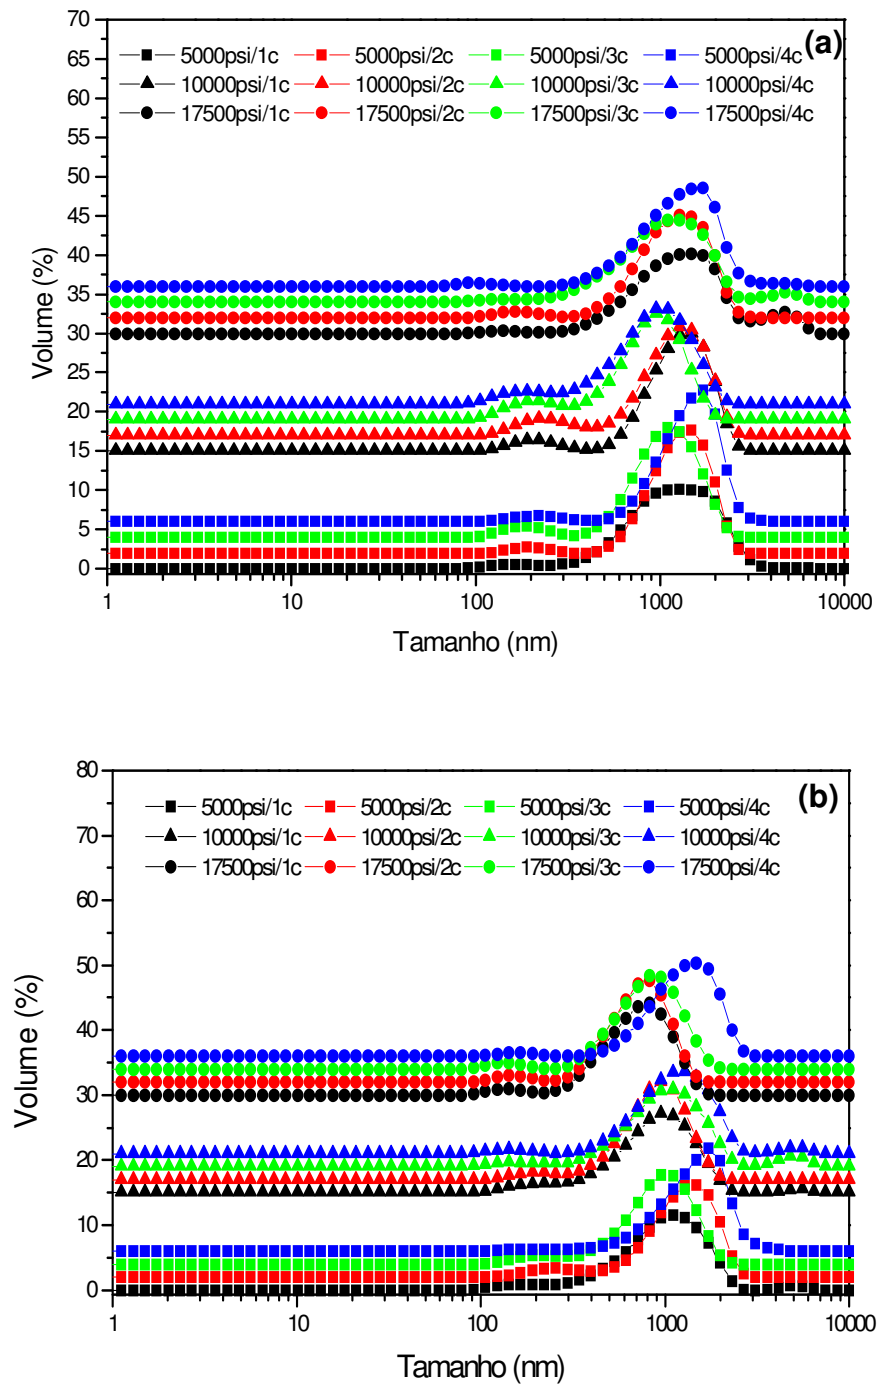 70
(a)
5000psi/1c 5000psi/2c 5000psi/3c 5000psi/4c
65
10000psi/1c 10000psi/2c 10000psi/3c 10000psi/4c
60
17500psi/1c 17500psi/2c 17500psi/3c 17500psi/4c
55
50
45
40
35
30
25
20
15
10
5
0
Volume (%)
1 10 100 1000 10000
Tamanho (nm)
80
(b)
5000psi/1c 5000psi/2c 5000psi/3c 5000psi/4c
10000psi/1c 10000psi/2c 10000psi/3c 10000psi/4c
70
17500psi/1c 17500psi/2c 17500psi/3c 17500psi/4c
60
50
40
30
20
10
0
Volume (%)
1 10 100 1000 10000
Tamanho (nm)